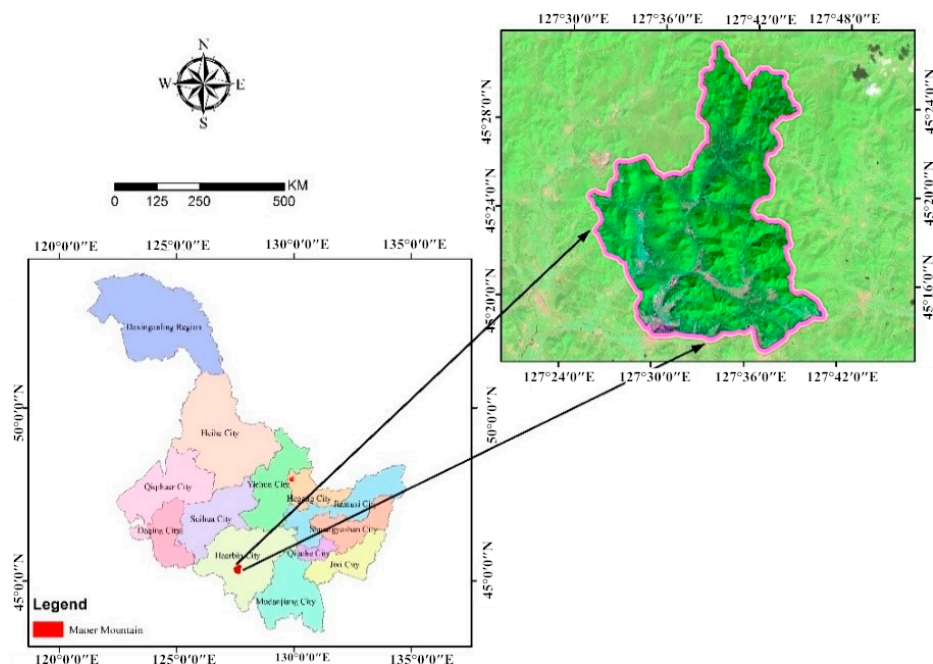 127°30'0"E 127°36'0"E 127°42'0"E 127°48'0"E
N
W E
S
45°28'0"N
45°24'0"N
45°20'0"N
45°24'0"N
45°20'0"N
45°16'0"N
127°24'0"E 127°30'0"E 127°36'0"E 127°42'0"E
KM
0 125 250 500
120°0'0"E 125°0'0"E 130°0'0"E 135°0'0"E
50°0'0"N
45°0'0"N
50°0'0"N
45°0'0"N
Daxinganling Region
Heihe City
Qiqihaer City
Yichun City
Hegang City
Jiamusi City
Suihua City
Daqing City
Shuangyashan City
Haerbin City
Qitaihe City
Jixi City
Mudanjiang City
Legend
Maoer Mountain
120°0'0"E 125°0'0"E 130°0'0"E 135°0'0"E